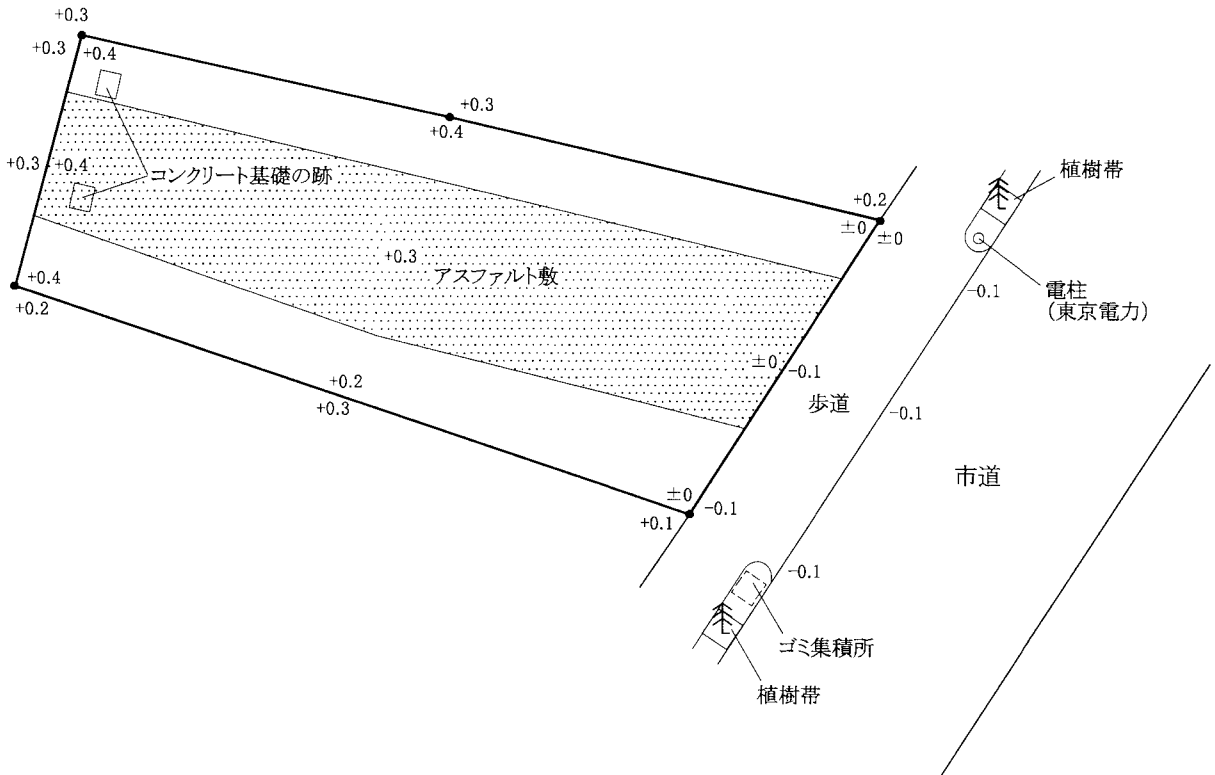 +0.3
+0.3
+0.4
+0.3
+0.4
+0.3
+0.4
コンクリート基礎の跡
植樹帯
+0.2
±0
±0
+0.3
アスファルト敷
+0.4
+0.2
電柱
(東京電力)
-0.1
±0
-0.1
歩道
-0.1
+0.2
+0.3
市道
±0
-0.1
+0.1
-0.1
ゴミ集積所
植樹帯